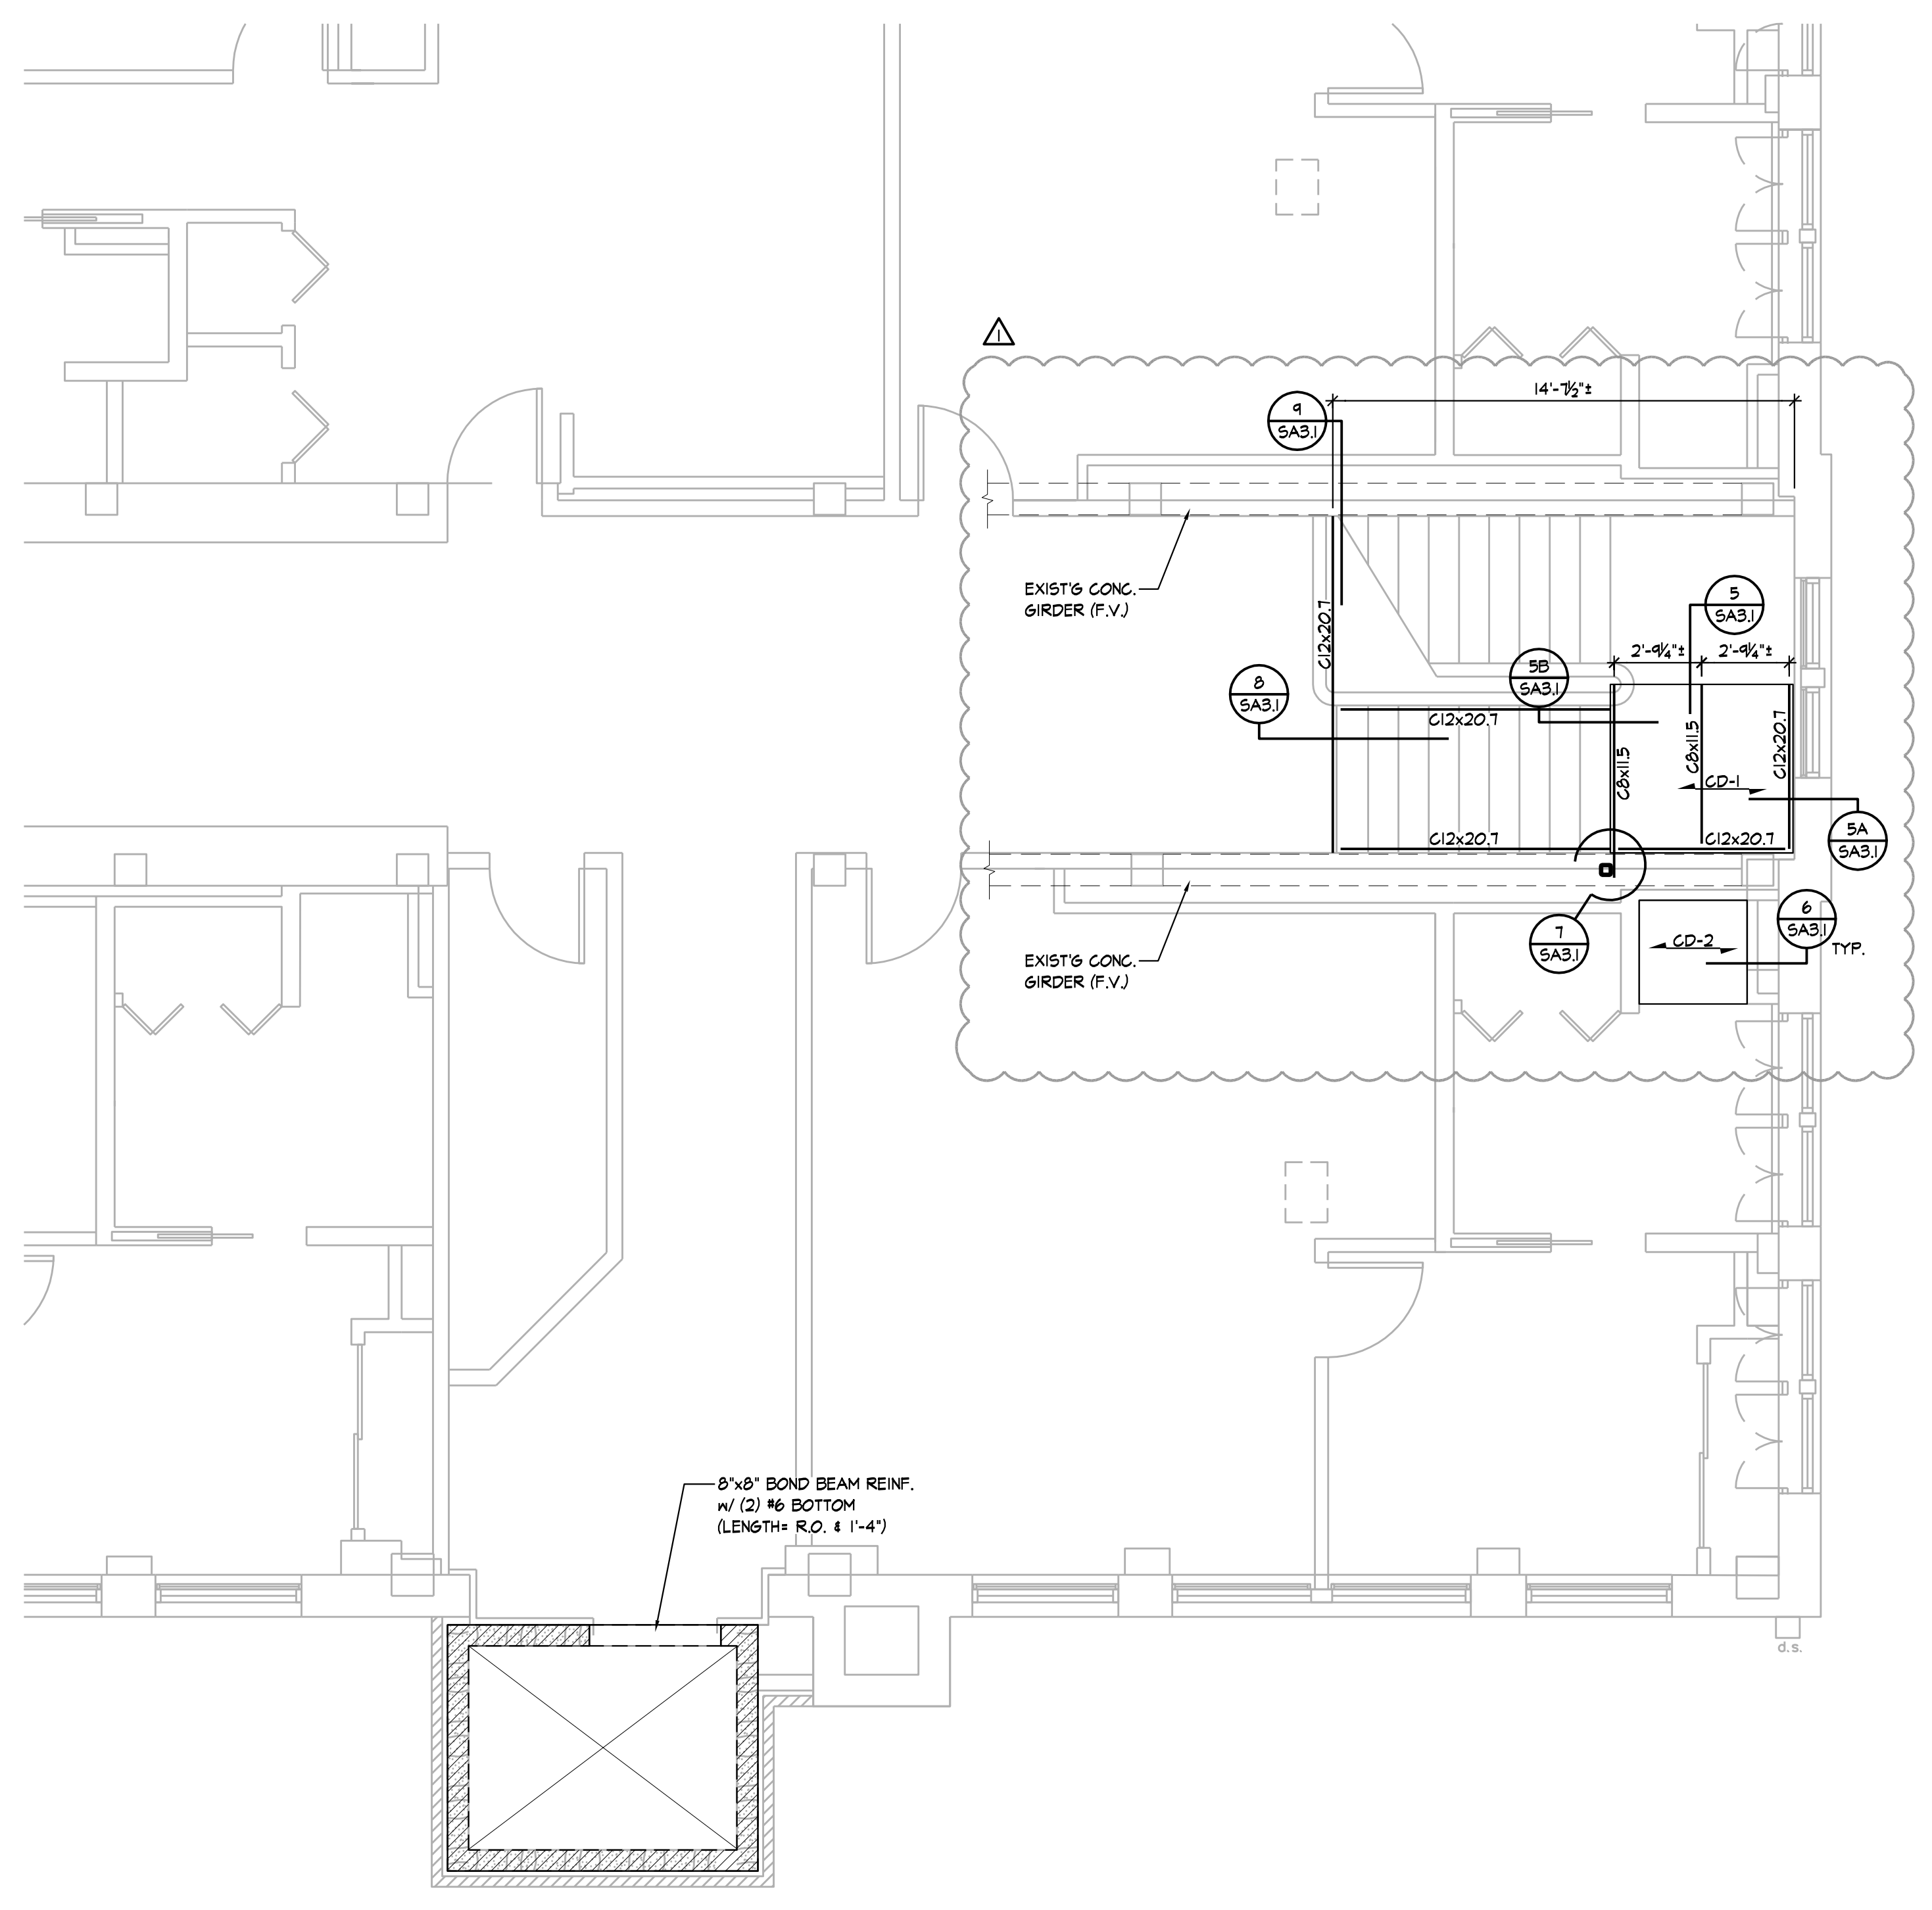 1
14'-7½"±
9
SA3.1
EXIST'G CONC.
GIRDER (F.V.)
C12x20.7
5
SA3.1
5B
SA3.1
2'-9¼"± 2'-9¼"±
8
SA3.1
C12x20.7
C8x11.5
C8x11.5
C12x20.7
CD-1
C12x20.7
C12x20.7
5A
SA3.1
7
SA3.1
6
SA3.1
TYP.
CD-2
EXIST'G CONC.
GIRDER (F.V.)
8"x8" BOND BEAM REINF.
w/ (2) #6 BOTTOM
(LENGTH= R.O. & 1'-4")
d.s.